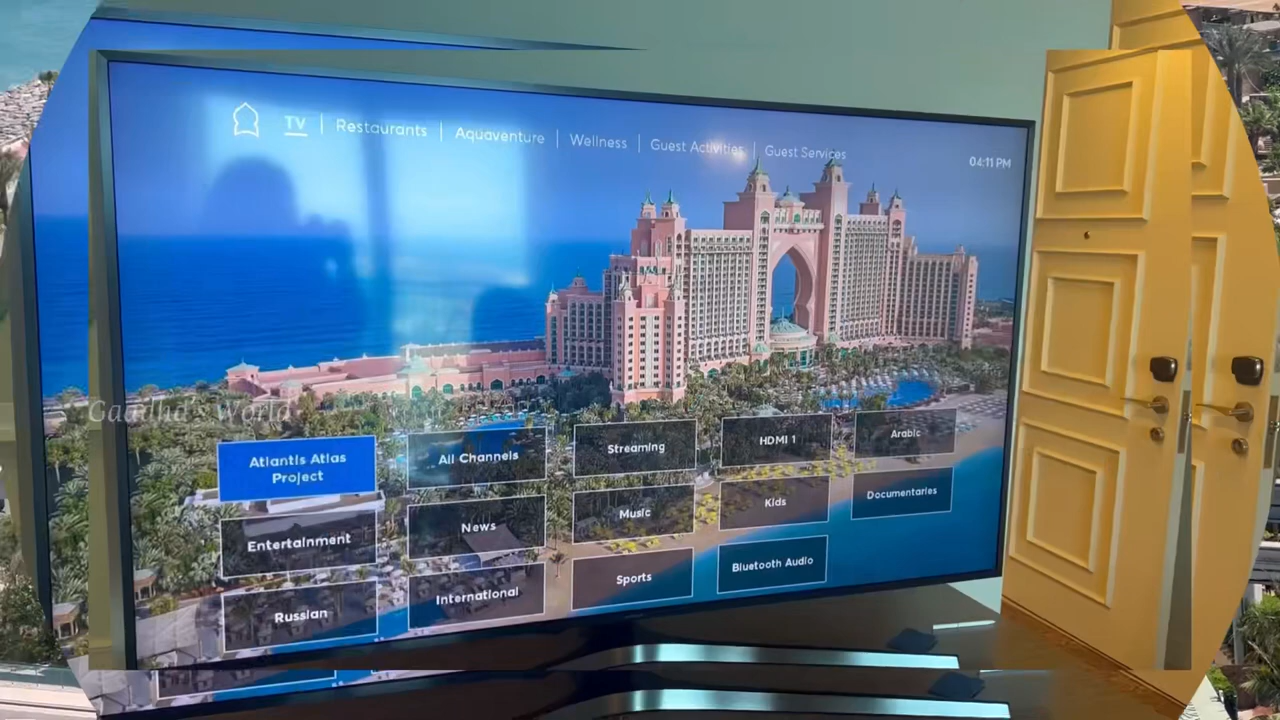 TV
Restaurants
Aquaventure
Wellness
Guest Activities
Guest Services
04:11 PM
Gaadha's World
Atlantis Atlas
Project
All Channels
Streaming
HDMI 1
Arabic
Entertainment
News
Music
Kids
Documentaries
Russian
International
Sports
Bluetooth Audio